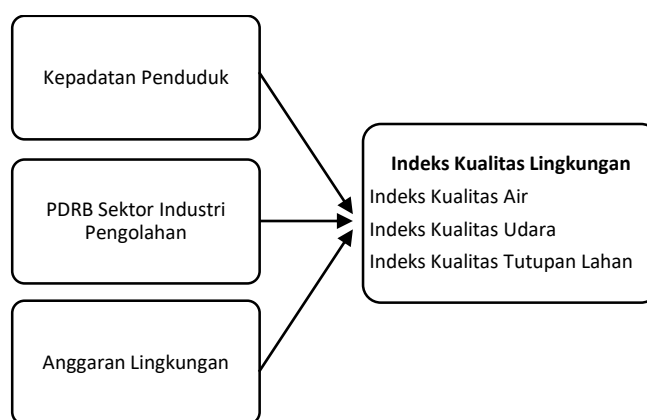 Kepadatan Penduduk
PDRB Sektor Industri
Pengolahan
Anggaran Lingkungan
Indeks Kualitas Lingkungan
Indeks Kualitas Air
Indeks Kualitas Udara
Indeks Kualitas Tutupan Lahan